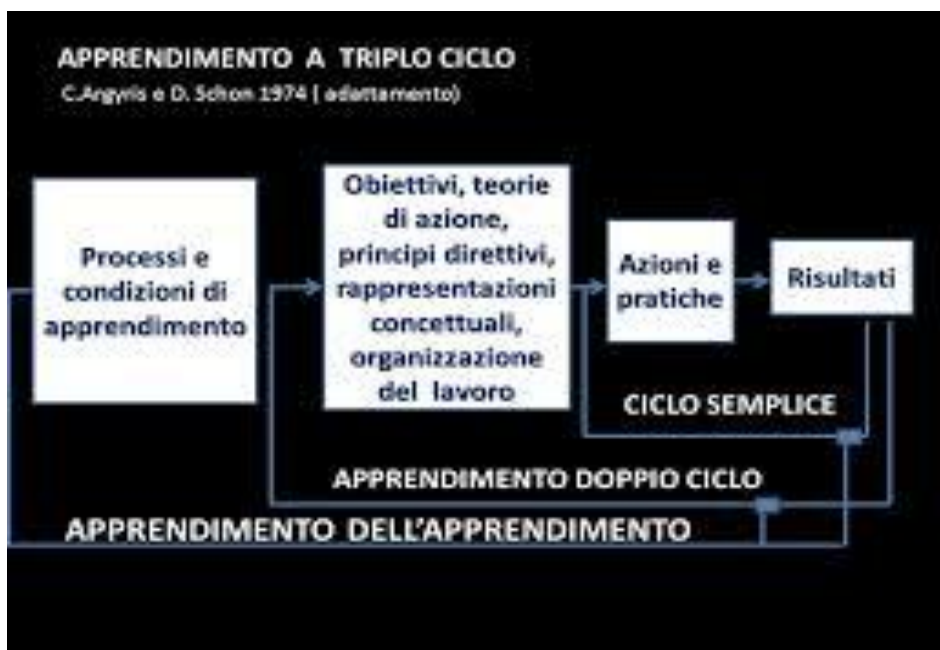 APPRENDIMENTO A TRIPLO CICLO
C.Argyris e D. Schon 1974 ( adattamento)
Processi e
condizioni di
apprendimento
Obiettivi, teorie
di azione,
principi direttivi,
rappresentazioni
concettuali,
organizzazione
del lavoro
Azioni e
pratiche
Risultati
CICLO SEMPLICE
APPRENDIMENTO DOPPIO CICLO
APPRENDIMENTO DELL’APPRENDIMENTO